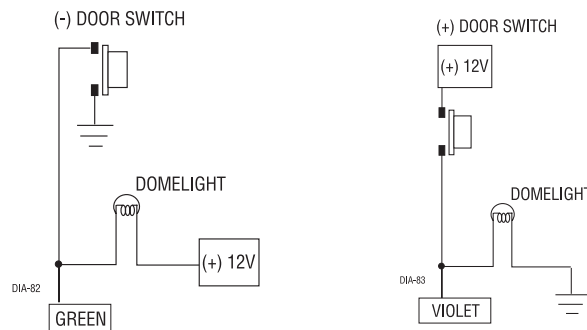 (-) DOOR SWITCH
DOMELIGHT
(+) 12V
DIA-82
GREEN
(+) DOOR SWITCH
(+) 12V
DOMELIGHT
DIA-83
VIOLET